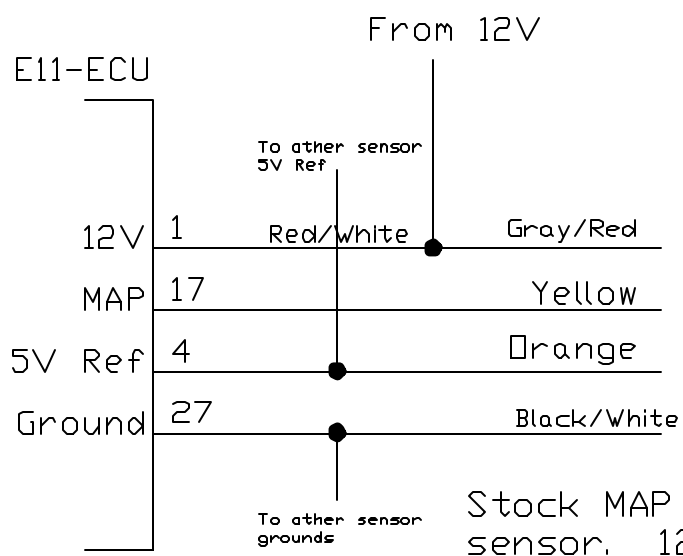 From 12V
E11-ECU
To ather sensor
5V Ref
12V 1 Red/White Gray/Red
MAP 17 Yellow
5V Ref 4 Orange
Ground 27 Black/White
To ather sensor
grounds
Stock MAP
sensor. 12